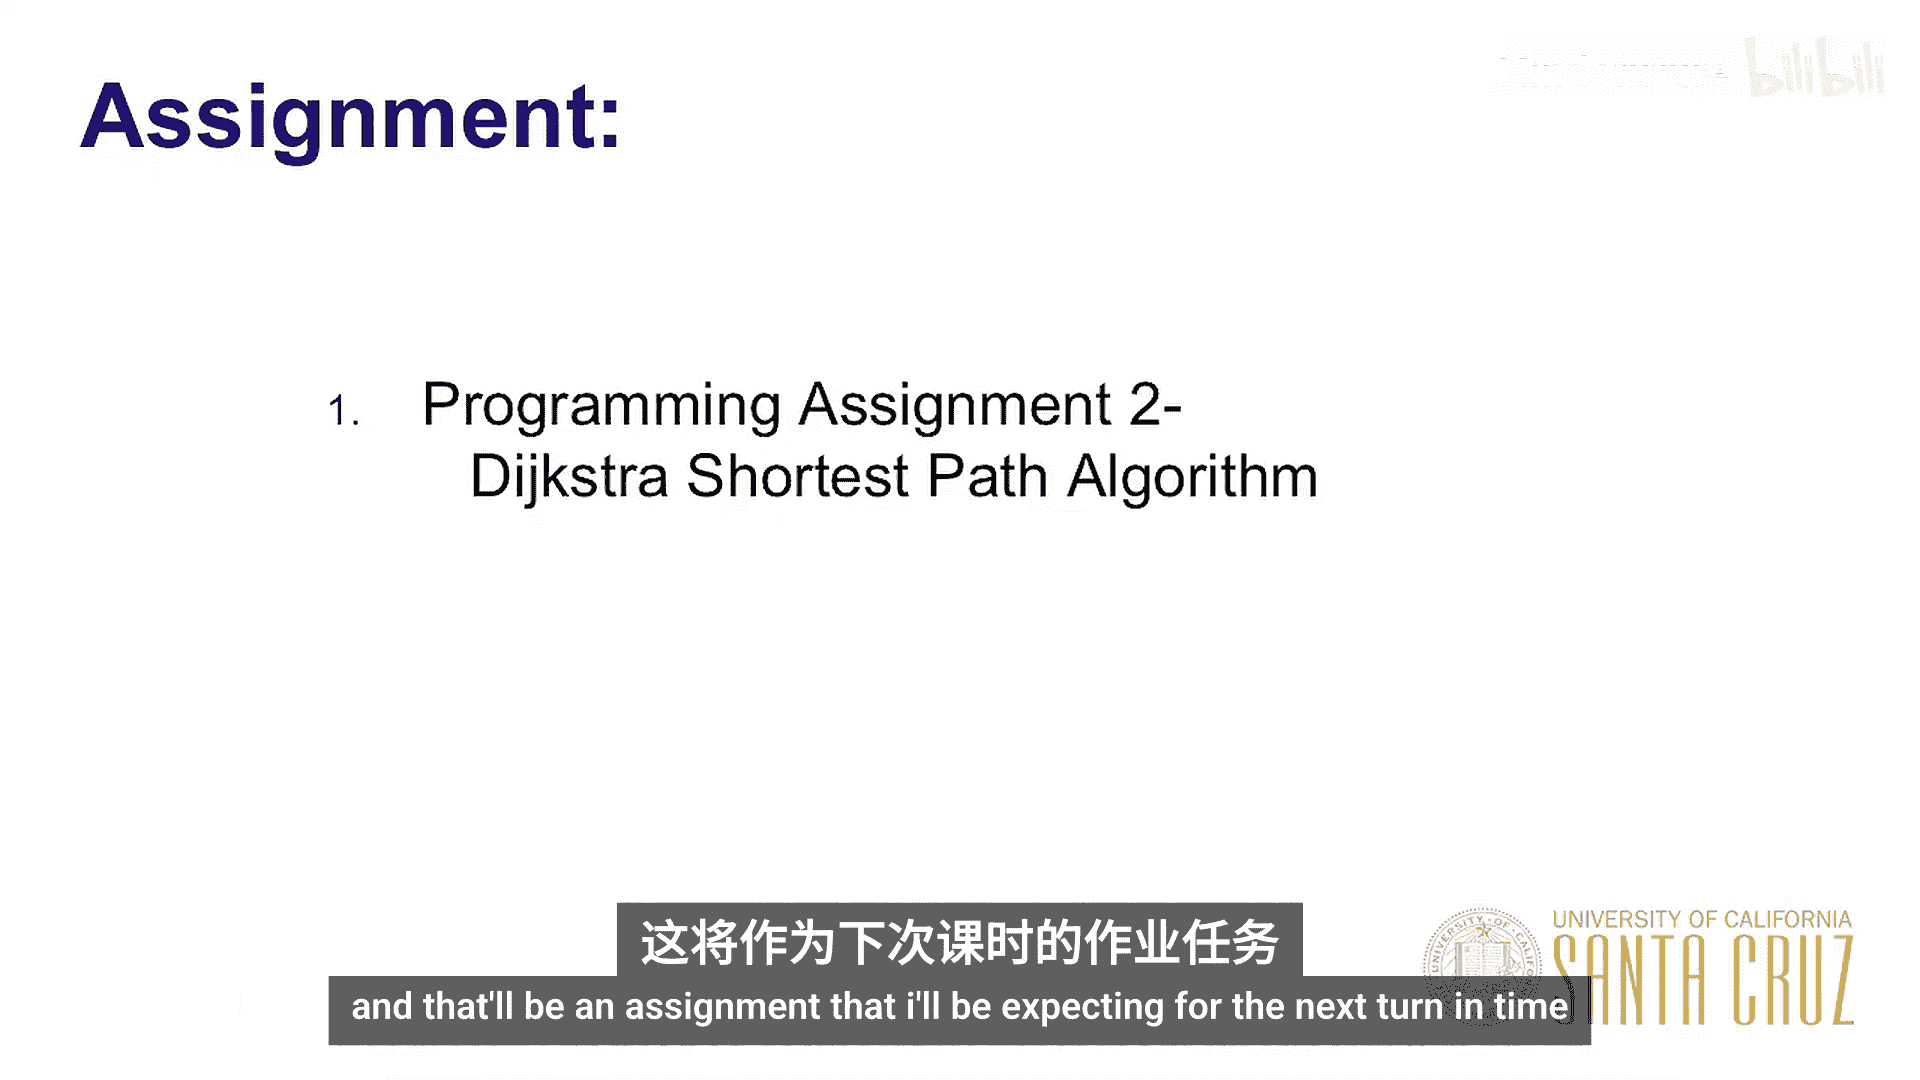 Assignment:
bilibili
1. Programming Assignment 2-
Dijkstra Shortest Path Algorithm
这将作为下次课时的作业任务
and that'll be an assignment that i'll be expecting for the next turn in time
UNIVERSITY OF CALIFORNIA
SANTA CRUZ